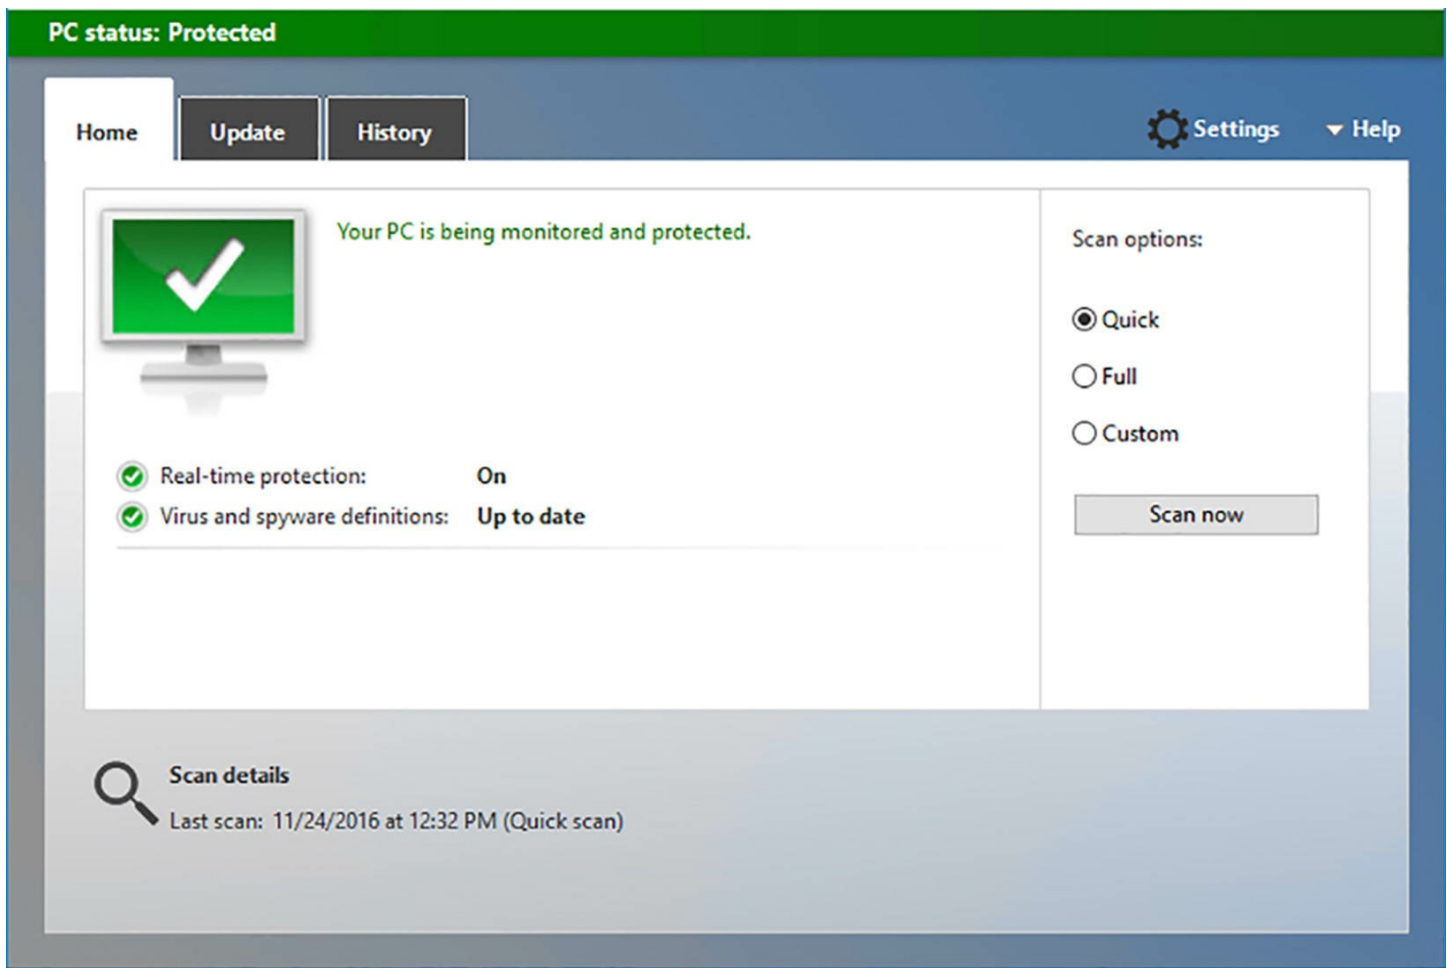 PC status: Protected
Home
Update
History
Settings
Help
Your PC is being monitored and protected.
Scan options:
Quick
Full
Custom
Real-time protection: On
Virus and spyware definitions: Up to date
Scan now
Scan details
Last scan: 11/24/2016 at 12:32 PM (Quick scan)